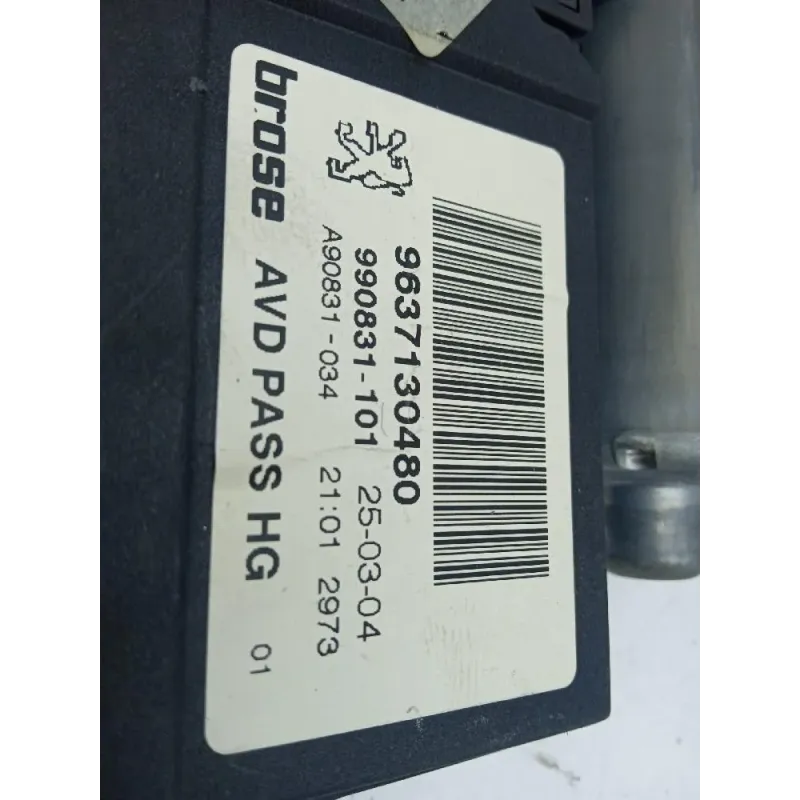 9637130480
990831-101 25-03-04
A90831-034 21:01 2973
brose AVD PASS HG 01